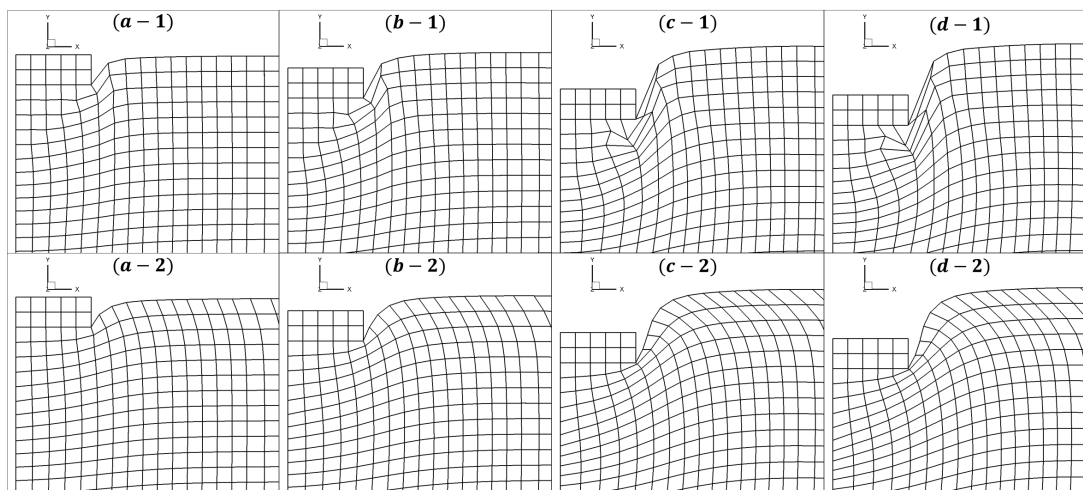 (a − 1)
(b − 1)
(c − 1)
(d − 1)
Y
Z
X
Y
Z
X
Y
Z
X
Y
Z
X
(a − 2)
(b − 2)
(c − 2)
(d − 2)
Y
Z
X
Y
Z
X
Y
Z
X
Y
Z
X